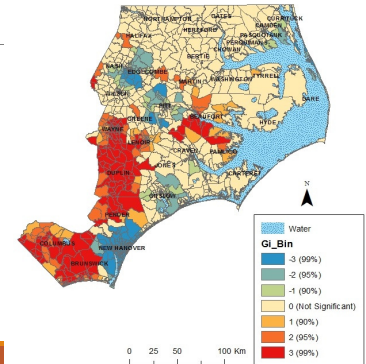 NORTHAMPTON
GATES
CURRITUCK
CAMDEN
HERTFORD
PASQUOTANK
HALIFAX
PERQUIMANS
CHOWAN
BERTIE
NASH
EDGECOMBE
MARTIN
WASHINGTON
TYRRELL
DARE
WILSON
PITT
BEAUFORT
HYDE
GREENE
WAYNE
LENOIR
CRAVEN
PAMLICO
JONES
DUPLIN
CARTERET
ONSLOW
N
PENDER
COLUMBUS
NEW HANOVER
BRUNSWICK
Water
Gi_Bin
-3 (99%)
-2 (95%)
-1 (90%)
0 (Not Significant)
1 (90%)
2 (95%)
3 (99%)
0 25 50 100 Km